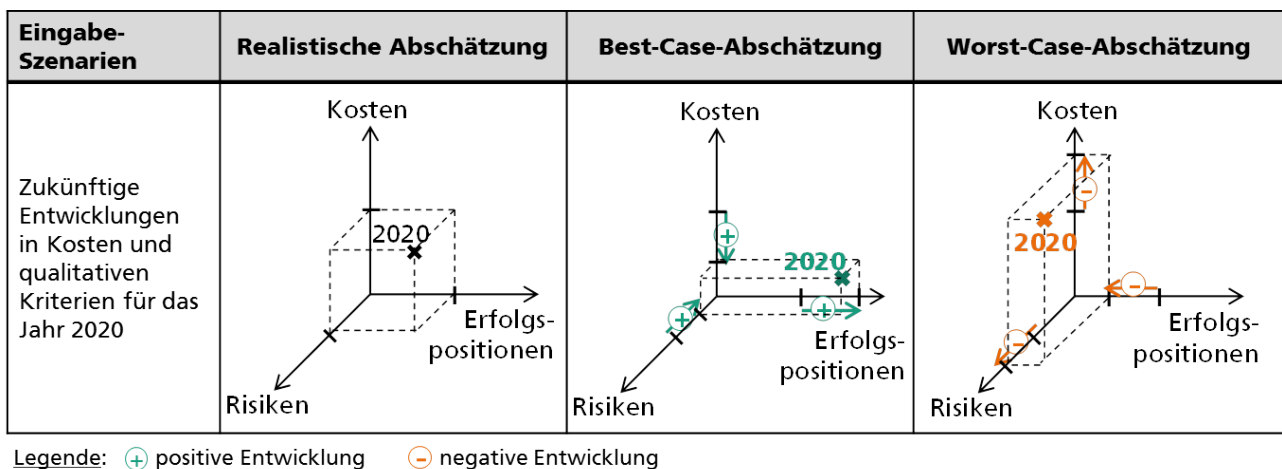 Eingabe-
Szenarien
Realistische Abschätzung
Best-Case-Abschätzung
Worst-Case-Abschätzung
Zukünftige
Entwicklungen
in Kosten und
qualitativen
Kriterien für das
Jahr 2020
Kosten
2020
Erfolgs-
positionen
Risiken
Kosten
+
2020
+
+
Erfolgs-
positionen
Risiken
Kosten
–
2020
–
–
Erfolgs-
positionen
Risiken
Legende: + positive Entwicklung – negative Entwicklung